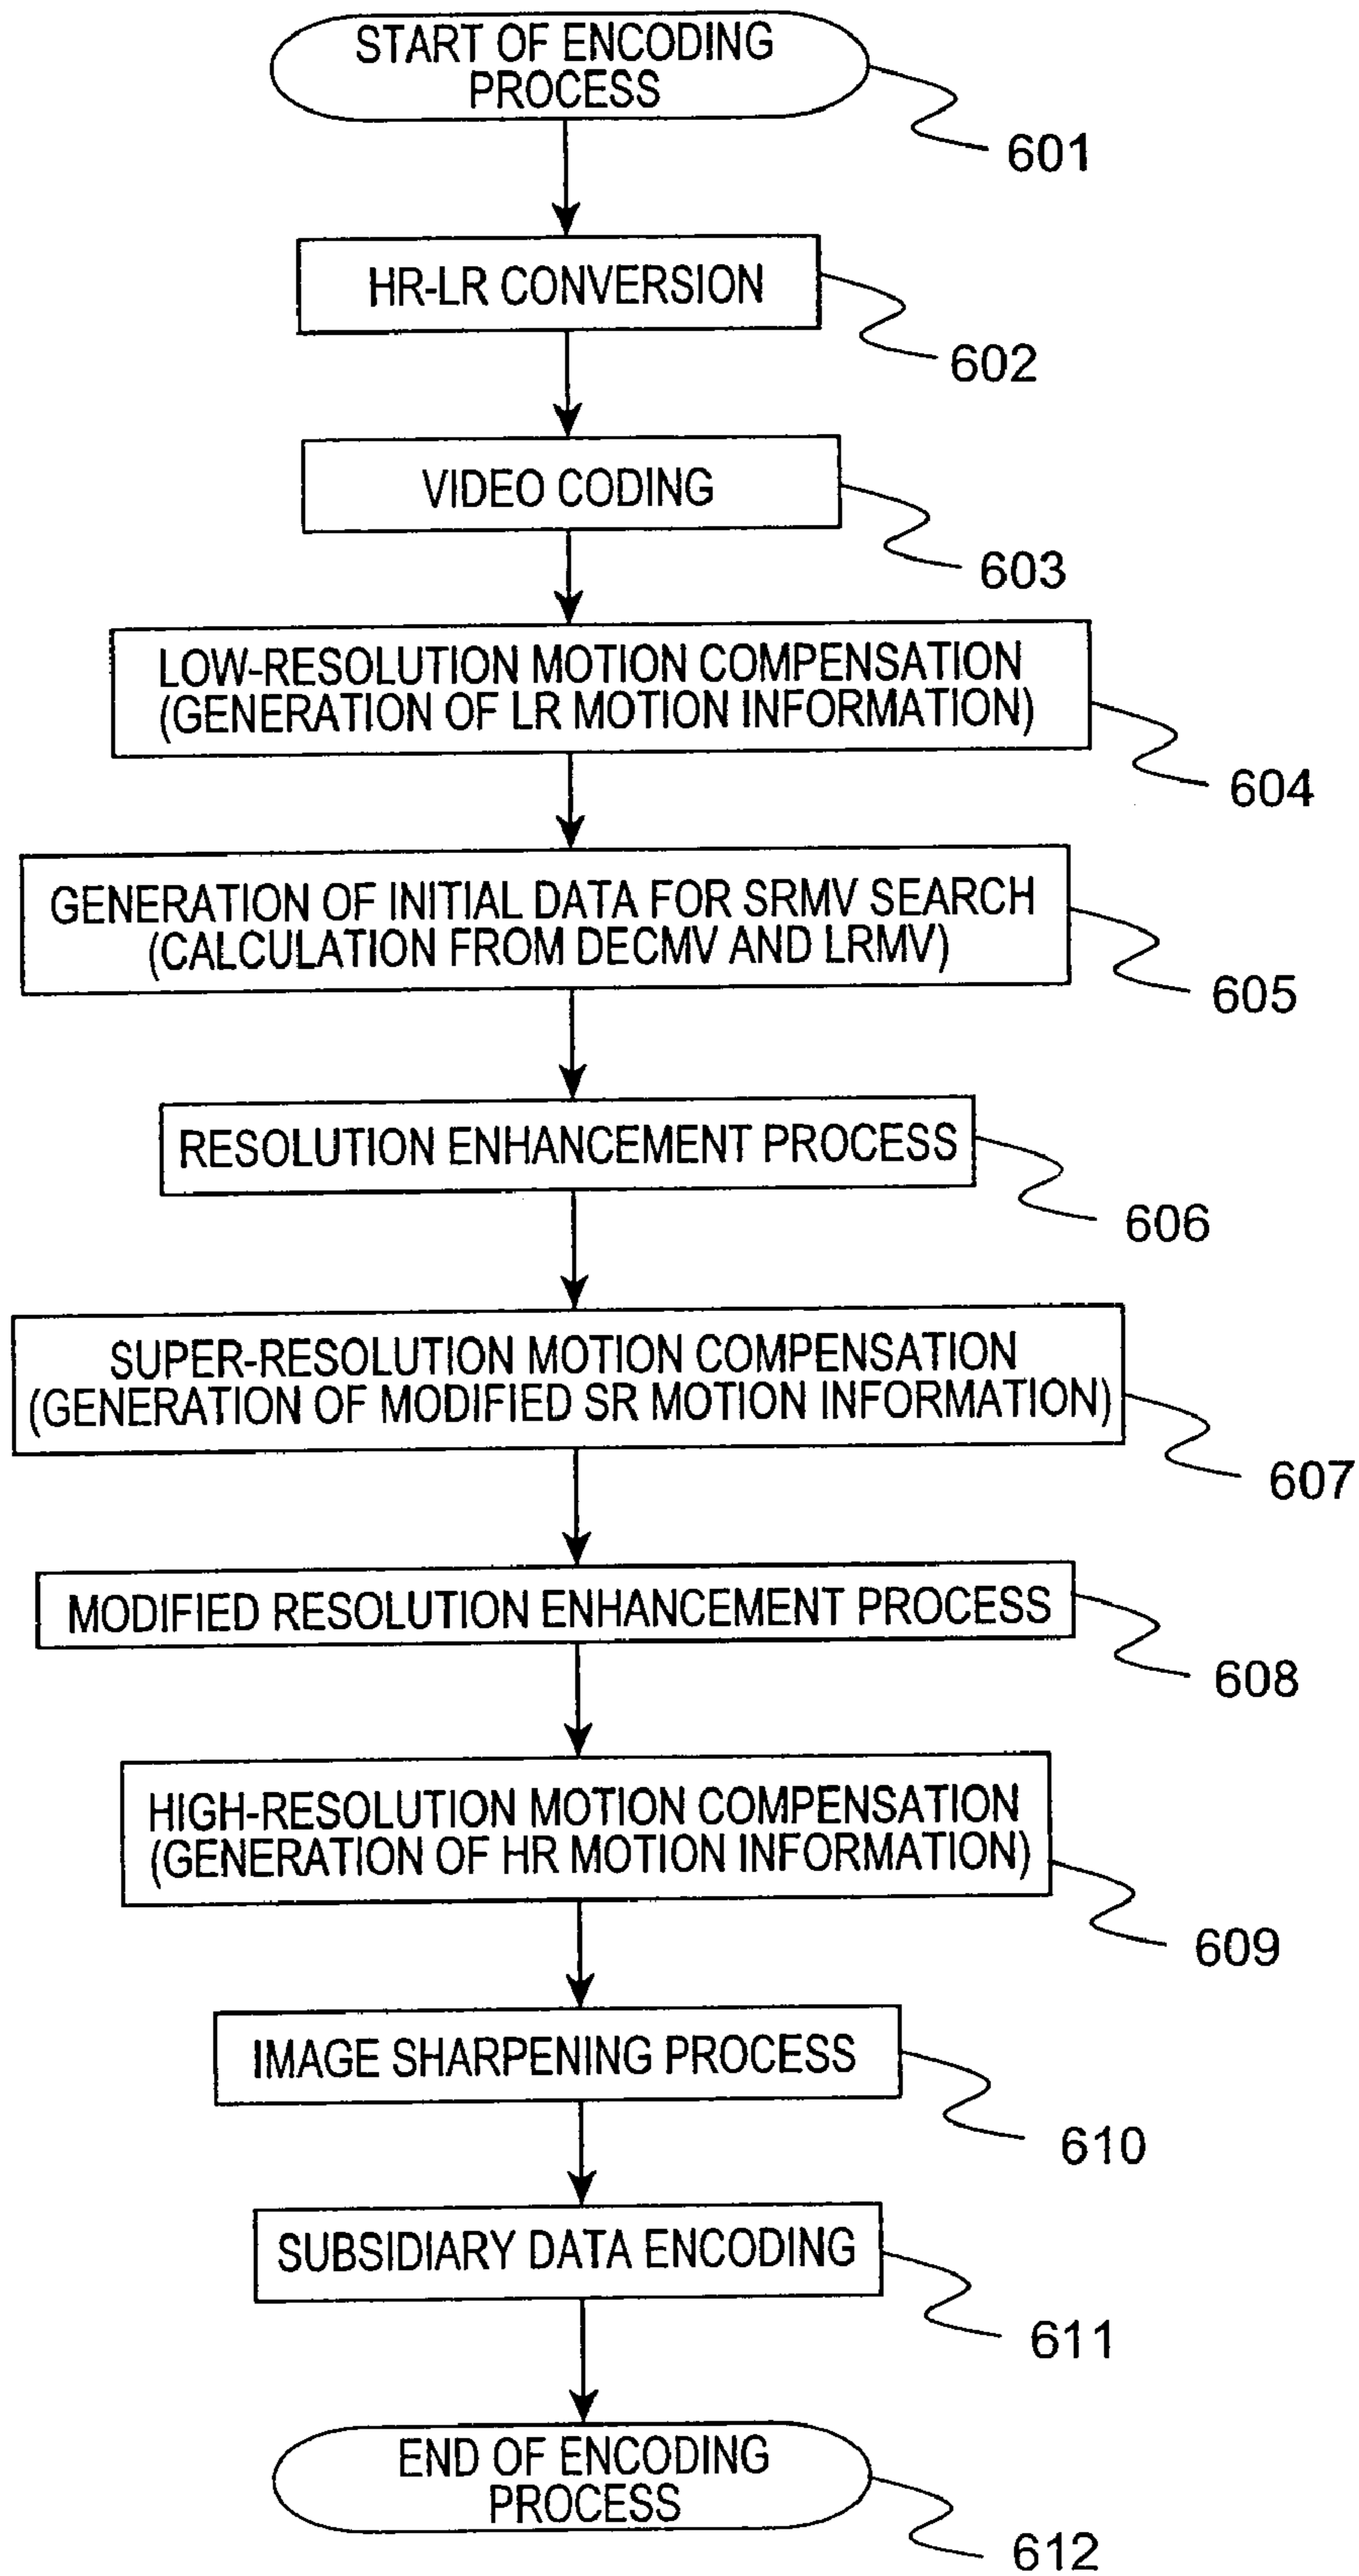 START OF ENCODING
PROCESS
601
HR-LR CONVERSION
602
VIDEO CODING
603
LOW-RESOLUTION MOTION COMPENSATION
(GENERATION OF LR MOTION INFORMATION)
604
GENERATION OF INITIAL DATA FOR SRMV SEARCH
(CALCULATION FROM DECMV AND LRMV)
605
RESOLUTION ENHANCEMENT PROCESS
606
SUPER-RESOLUTION MOTION COMPENSATION
(GENERATION OF MODIFIED SR MOTION INFORMATION)
607
MODIFIED RESOLUTION ENHANCEMENT PROCESS
608
HIGH-RESOLUTION MOTION COMPENSATION
(GENERATION OF HR MOTION INFORMATION)
609
IMAGE SHARPENING PROCESS
610
SUBSIDIARY DATA ENCODING
611
END OF ENCODING
PROCESS
612